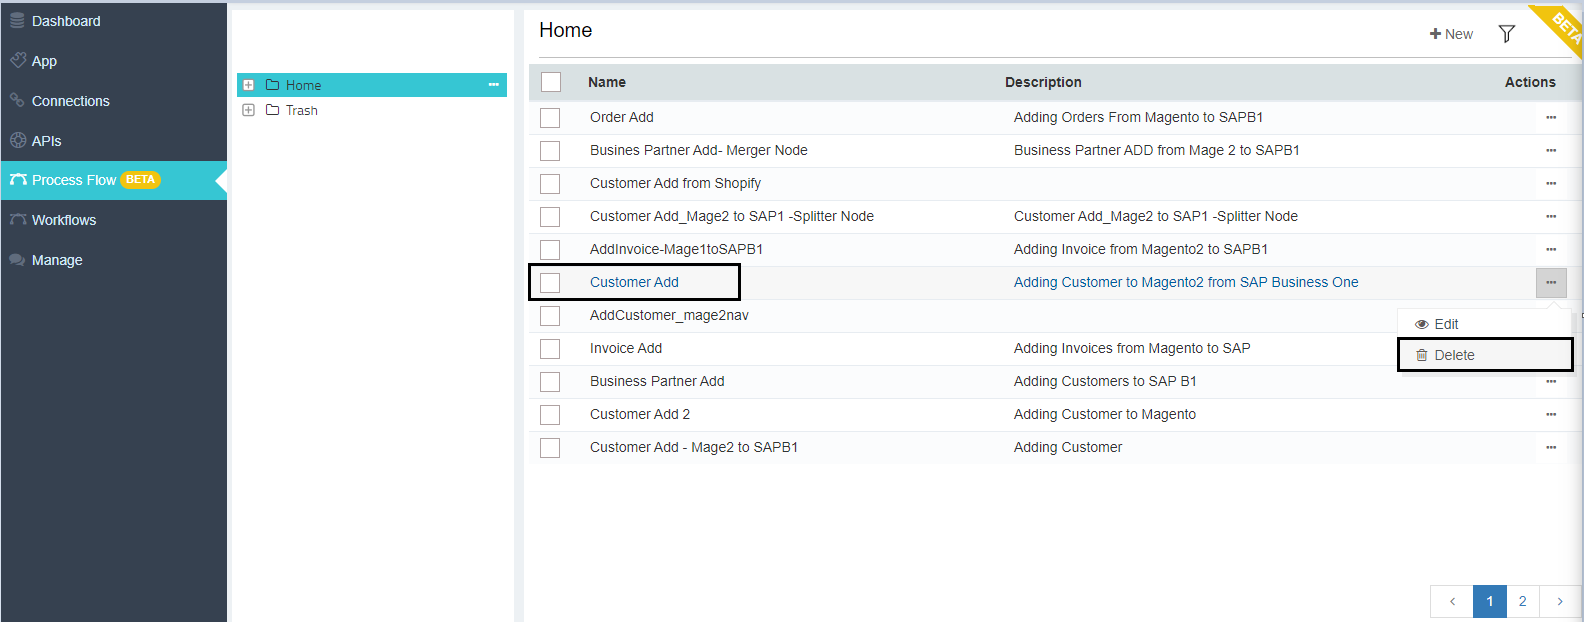 Dashboard
App
Connections
APIs
Process Flow BETA
Workflows
Manage
Home
Trash
Home
New
BETA
Name Description Actions
Order Add Adding Orders From Magento to SAPB1
Busines Partner Add- Merger Node Business Partner ADD from Mage 2 to SAPB1
Customer Add from Shopify
Customer Add_Mage2 to SAP1 -Splitter Node Customer Add_Mage2 to SAP1 -Splitter Node
AddInvoice-Mage1toSAPB1 Adding Invoice from Magento2 to SAPB1
Customer Add Adding Customer to Magento2 from SAP Business One
AddCustomer_mage2nav
Edit
Invoice Add Adding Invoices from Magento to SAP
Delete
Business Partner Add Adding Customers to SAP B1
Customer Add 2 Adding Customer to Magento
Customer Add - Mage2 to SAPB1 Adding Customer
1 2